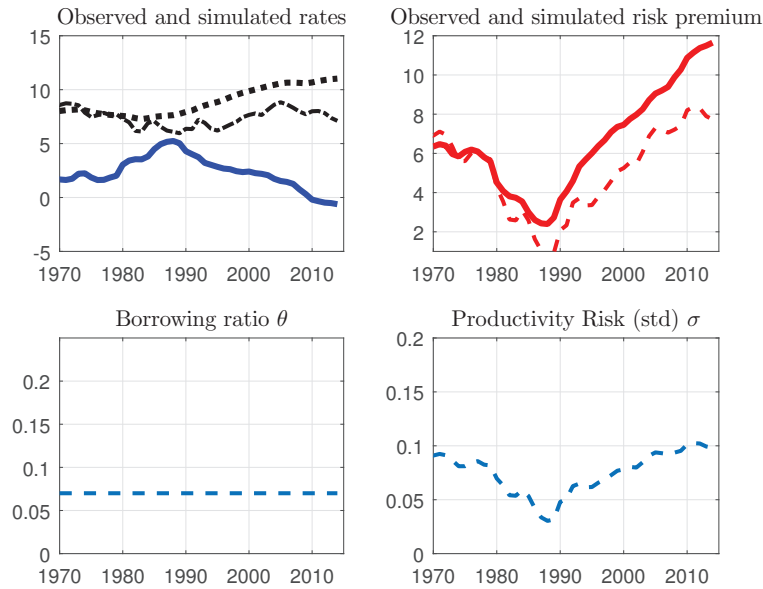 Observed and simulated rates
Observed and simulated risk premium
15
10
5
0
-5
1970 1980 1990 2000 2010
12
10
8
6
4
2
1970 1980 1990 2000 2010
Borrowing ratio θ
Productivity Risk (std) σ
0.2
0.15
0.1
0.05
0
1970 1980 1990 2000 2010
0.2
0.15
0.1
0.05
0
1970 1980 1990 2000 2010